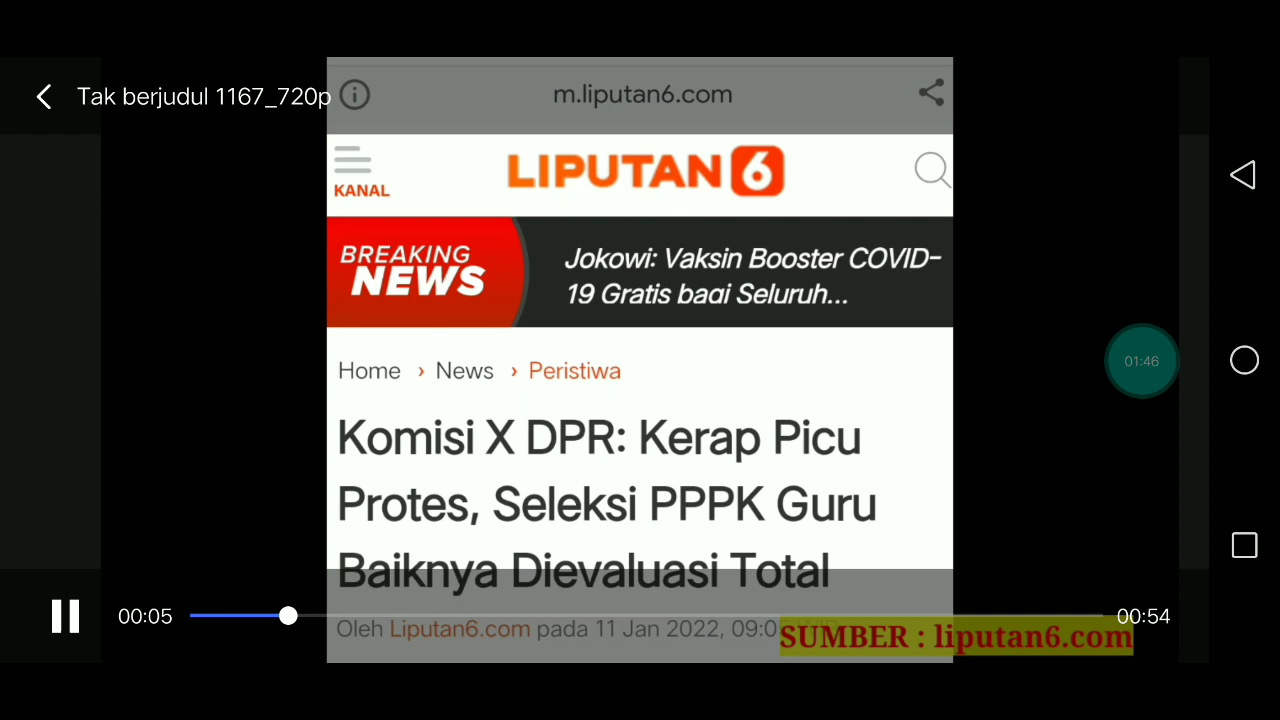 Tak berjudul 1167_720p
m.liputan6.com
KANAL
LIPUTAN 6
BREAKING
NEWS
Jokowi: Vaksin Booster COVID-
19 Gratis bagi Seluruh...
Home › News › Peristiwa
Komisi X DPR: Kerap Picu
Protes, Seleksi PPPK Guru
Baiknya Dievaluasi Total
01:46
00:05
00:54
Oleh Liputan6.com pada 11 Jan 2022, 09:0
SUMBER : liputan6.com